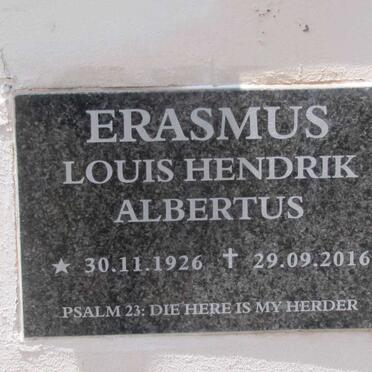 ERASMUS
LOUIS HENDRIK
ALBERTUS
★ 30.11.1926 ✝ 29.09.2016
PSALM 23: DIE HERE IS MY HERDER